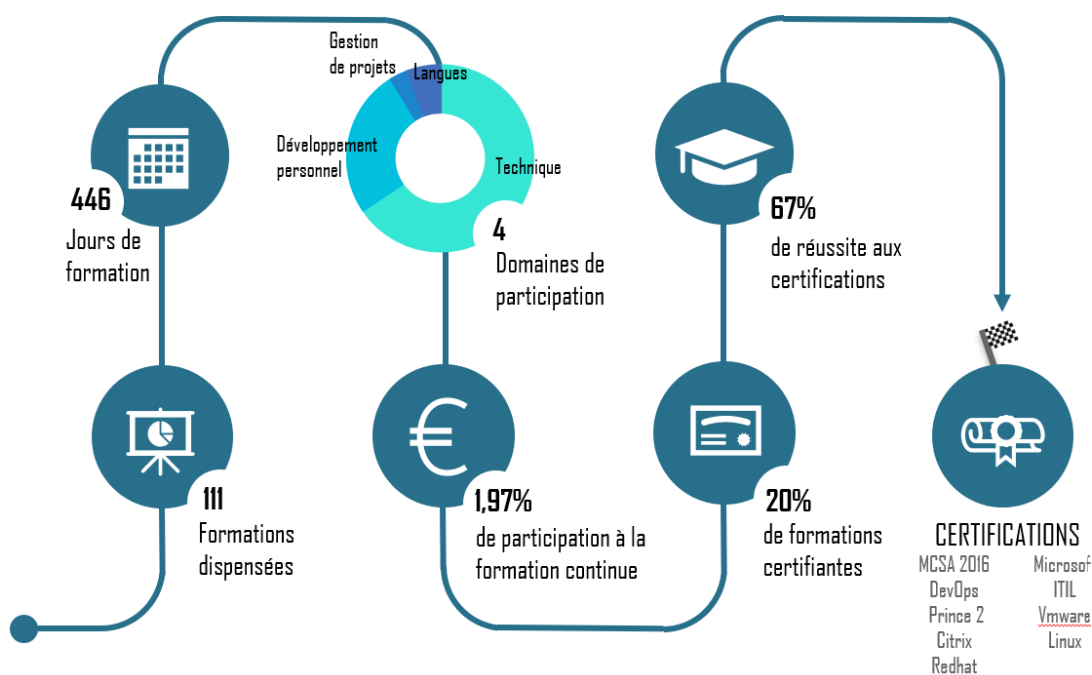 111
Formations
dispensées
446
Jours de
formation
Gestion
de projets
Langues
Développement
personnel
Technique
4
Domaines de
participation
1,97%
de participation à la
formation continue
20%
de formations
certifiantes
67%
de réussite aux
certifications
CERTIFICATIONS
MCSA 2016
DevOps
Prince 2
Citrix
Redhat
Microsof
ITIL
Vmware
Linux